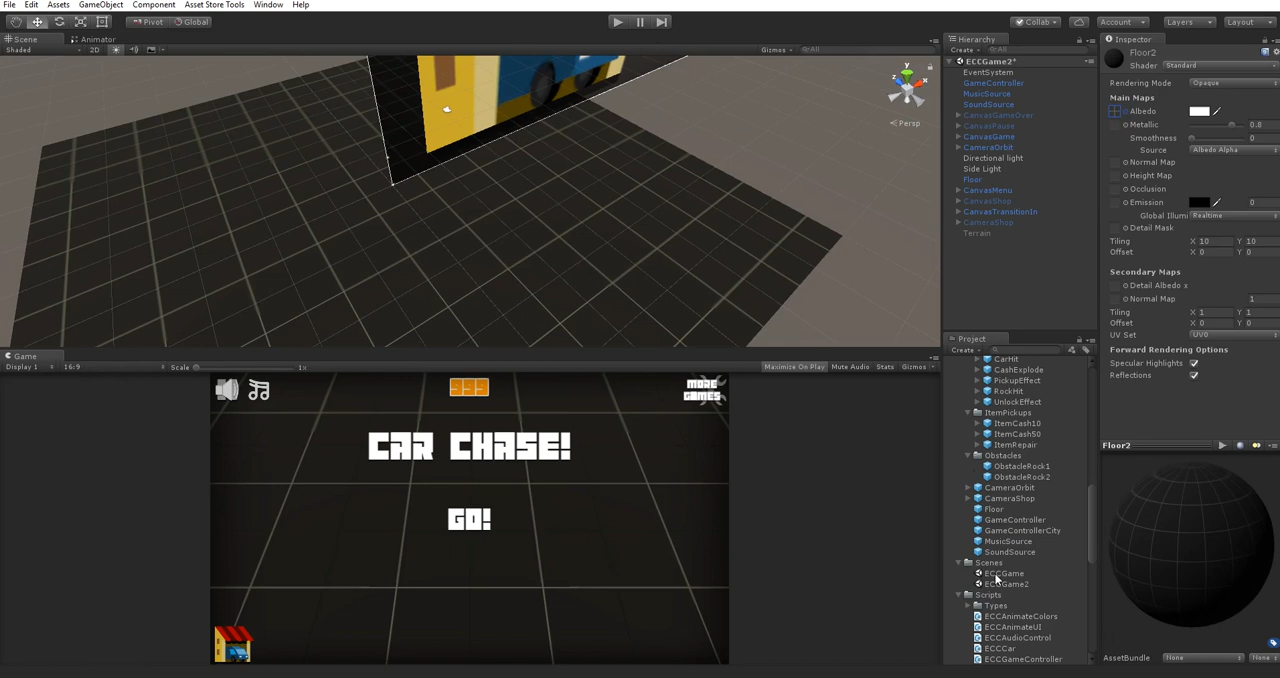 File Edit Assets GameObject Component Asset Store Tools Window Help
Pivot Global Collab Account Layers Layout
Scene Animator
Shaded 2D Gizmos All
y
x
z
Persp
Game
Display 1 16:9 Scale 1x Maximize On Play Mute Audio Stats Gizmos
999
MORE
GAMES
CAR CHASE!
GO!
Hierarchy
Create All
ECCGame2*
EventSystem
GameController
MusicSource
SoundSource
CanvasGameOver
CanvasPause
CanvasGame
CameraOrbit
Directional light
Side Light
Floor
CanvasMenu
CanvasShop
CanvasTransitionIn
CameraShop
Terrain
Project
Create
CarHit
CashExplode
PickupEffect
RockHit
UnlockEffect
ItemPickups
ItemCash10
ItemCash50
ItemRepair
Obstacles
ObstacleRock1
ObstacleRock2
CameraOrbit
CameraShop
Floor
GameController
GameControllerCity
MusicSource
SoundSource
Scenes
ECCGame
ECCGame2
Scripts
Types
ECCAnimateColors
ECCAnimateUI
ECCAudioControl
ECCCar
ECCGameController
Inspector
Floor2
Shader Standard
Rendering Mode Opaque
Main Maps
Albedo
Metallic 0.8
Smoothness 0
Source Albedo Alpha
Normal Map
Height Map
Occlusion
Emission 0
Global Illumi Realtime
Detail Mask
Tiling X 10 Y 10
Offset X 0 Y 0
Secondary Maps
Detail Albedo x
Normal Map 1
Tiling X 1 Y 1
Offset X 0 Y 0
UV Set UV0
Forward Rendering Options
Specular Highlights
Reflections
Floor2
AssetBundle None None